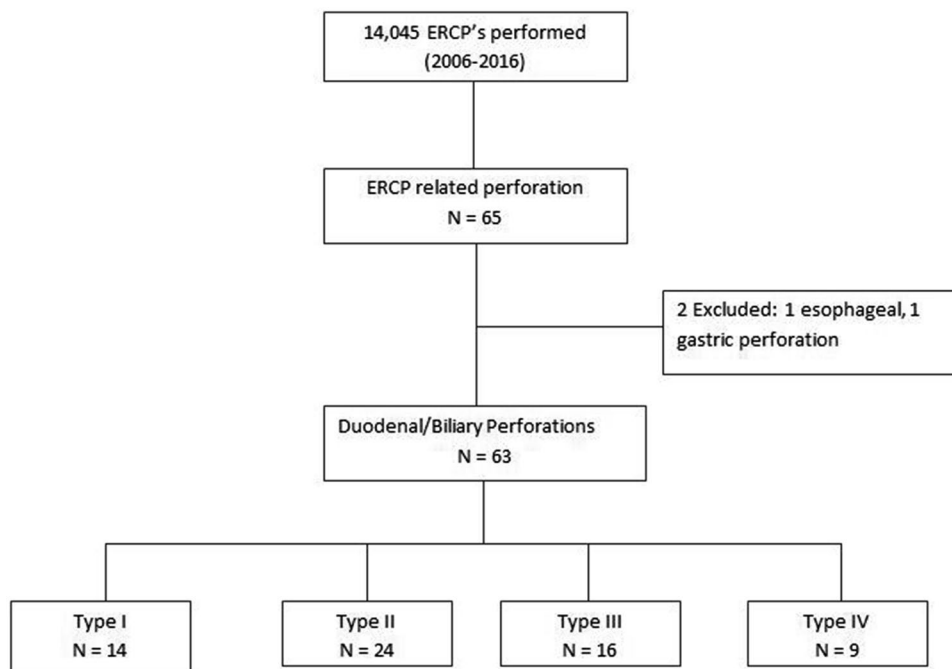 14,045 ERCP's performed
(2006-2016)
ERCP related perforation
N = 65
2 Excluded: 1 esophageal, 1
gastric perforation
Duodenal/Biliary Perforations
N = 63
Type I
N = 14
Type II
N = 24
Type III
N = 16
Type IV
N = 9